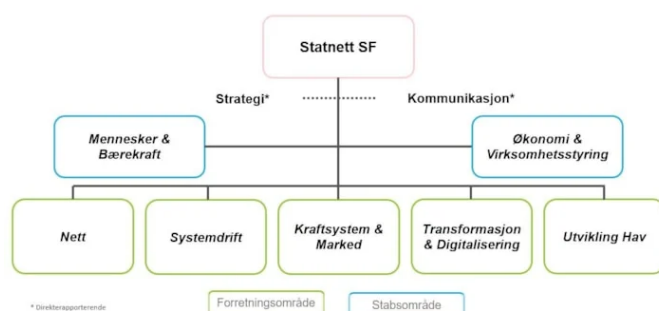 Statnett SF
Strategi*
Kommunikasjon*
Mennesker &
Bærekraft
Økonomi &
Virksomhetsstyring
Nett
Systemdrift
Kraftsystem &
Marked
Transformasjon
& Digitalisering
Utvikling Hav
* Direkterapporterende
Forretningsområde
Stabsområde